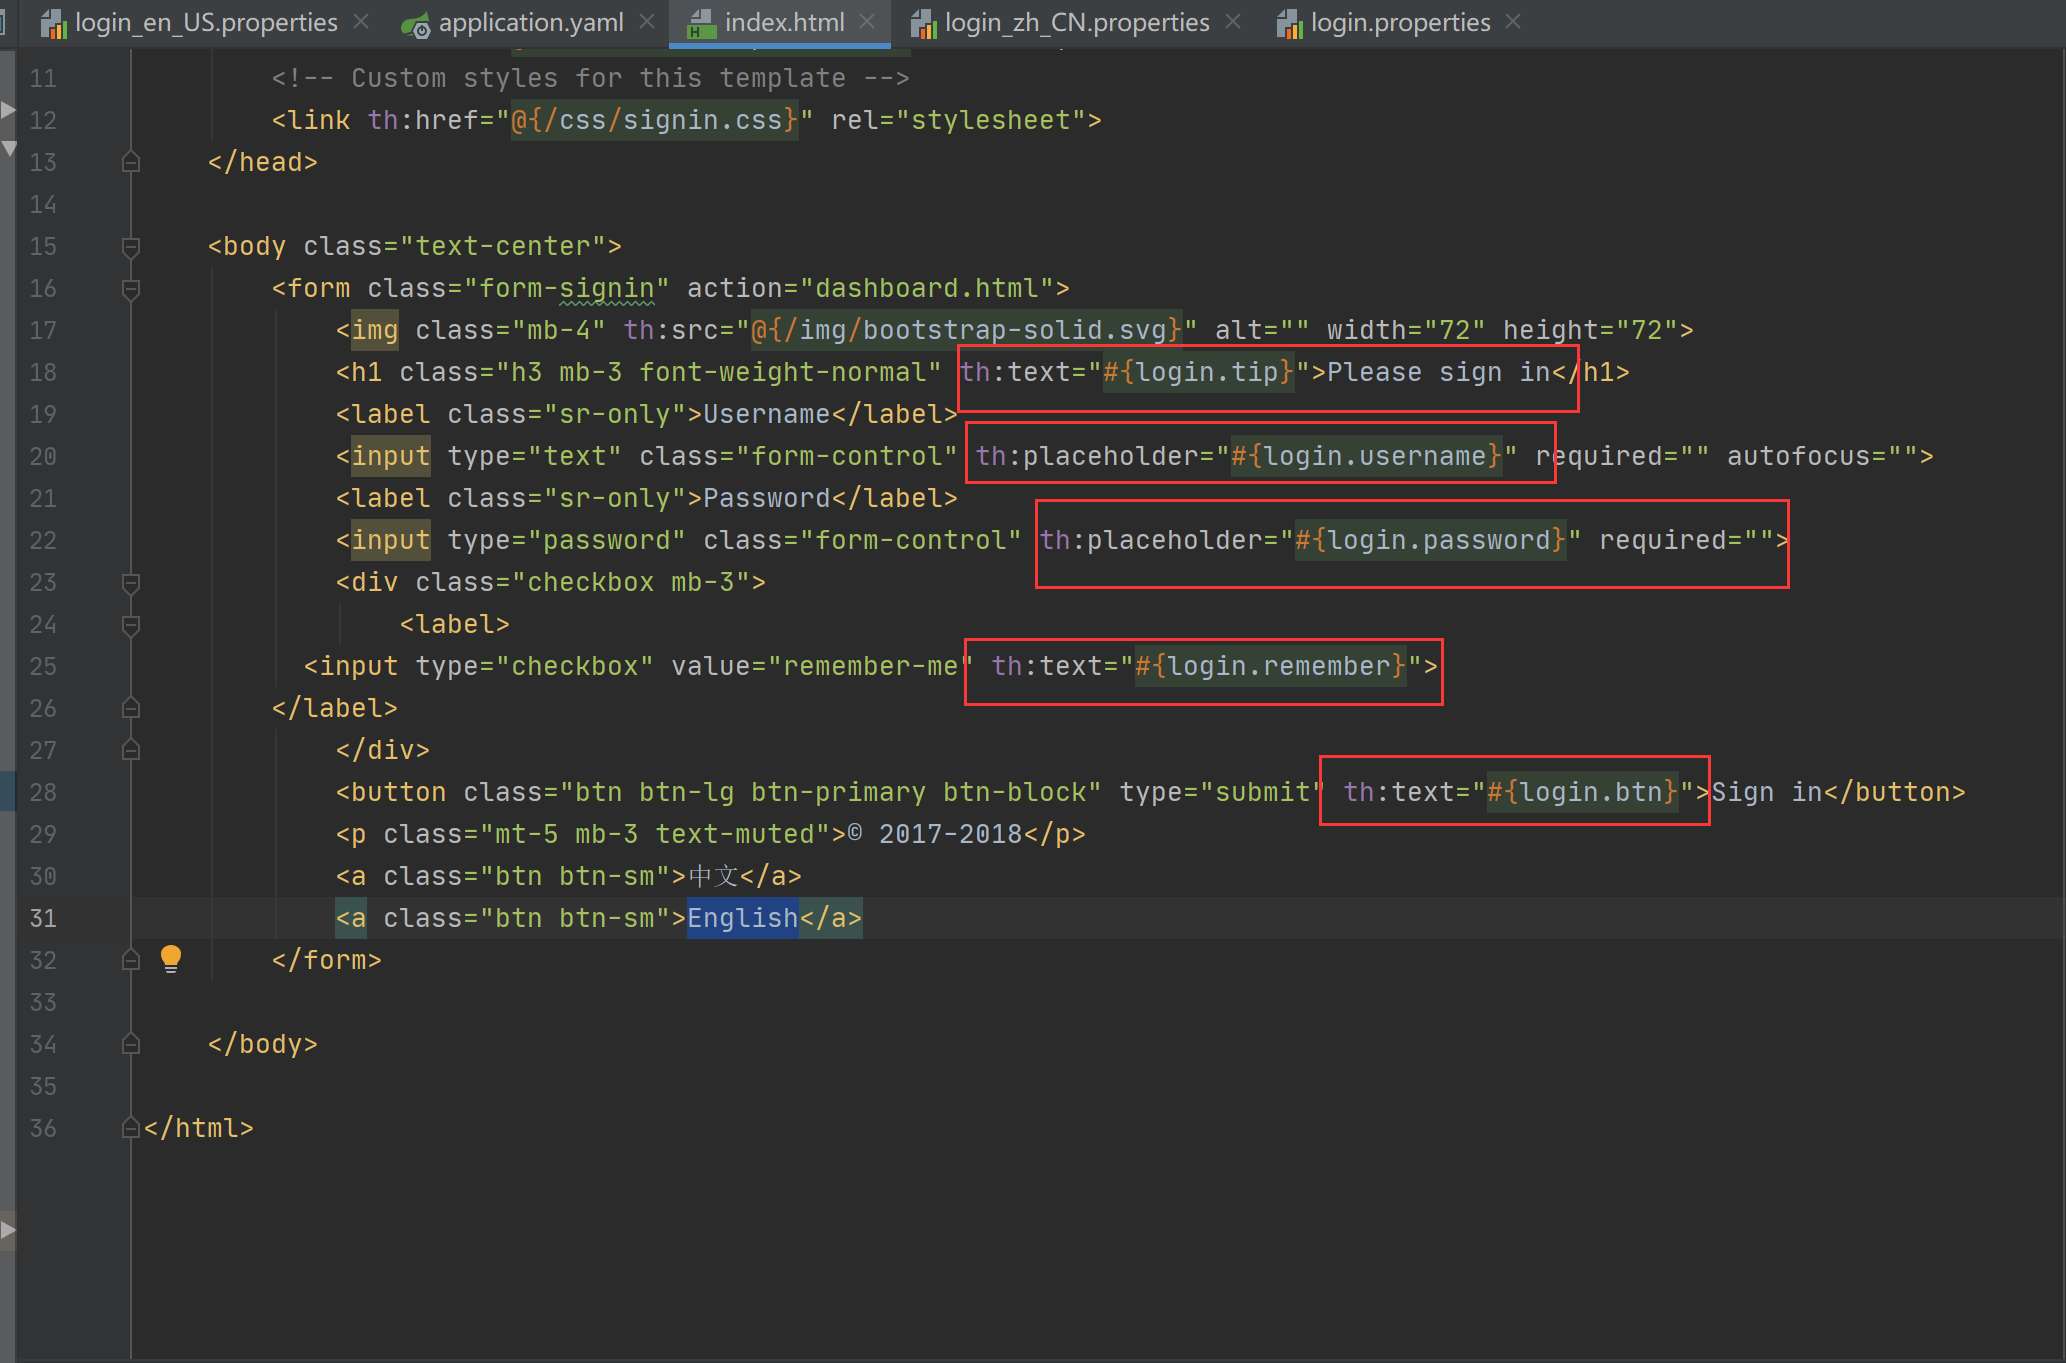 login_en_US.properties application.yaml index.html login_zh_CN.properties login.properties
11 <!-- Custom styles for this template -->
12 <link th:href="@{/css/signin.css}" rel="stylesheet">
13 </head>
14
15 <body class="text-center">
16 <form class="form-signin" action="dashboard.html">
17 <img class="mb-4" th:src="@{/img/bootstrap-solid.svg}" alt="" width="72" height="72">
18 <h1 class="h3 mb-3 font-weight-normal" th:text="#{login.tip}">Please sign in</h1>
19 <label class="sr-only">Username</label>
20 <input type="text" class="form-control" th:placeholder="#{login.username}" required="" autofocus="">
21 <label class="sr-only">Password</label>
22 <input type="password" class="form-control" th:placeholder="#{login.password}" required="">
23 <div class="checkbox mb-3">
24 <label>
25 <input type="checkbox" value="remember-me" th:text="#{login.remember}">
26 </label>
27 </div>
28 <button class="btn btn-lg btn-primary btn-block" type="submit" th:text="#{login.btn}">Sign in</button>
29 <p class="mt-5 mb-3 text-muted">© 2017-2018</p>
30 <a class="btn btn-sm">中文</a>
31 <a class="btn btn-sm">English</a>
32 </form>
33
34 </body>
35
36 </html>